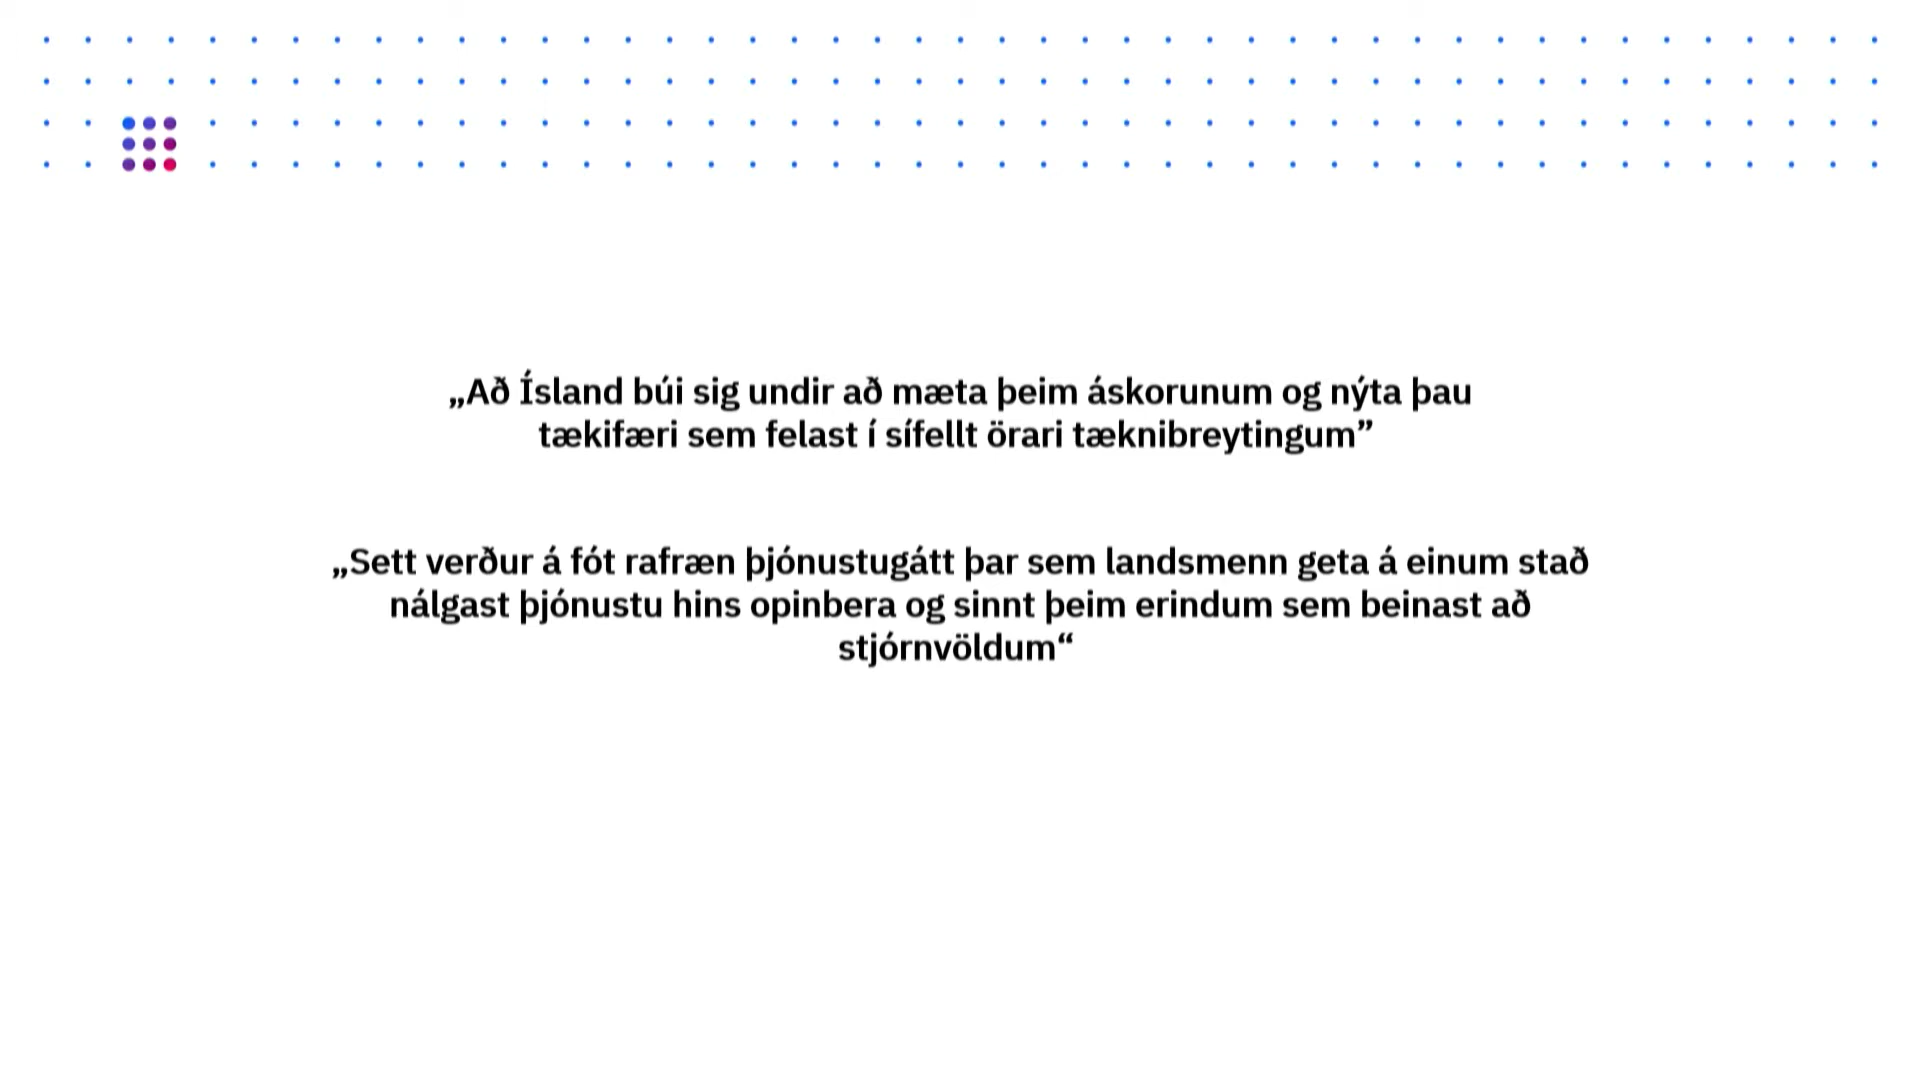 „Að Ísland búi sig undir að mæta þeim áskorunum og nýta þau
tækifæri sem felast í sífellt örari tæknibreytingum”
„Sett verður á fót rafræn þjónustugátt þar sem landsmenn geta á einum stað
nálgast þjónustu hins opinbera og sinnt þeim erindum sem beinast að
stjórnvöldum“